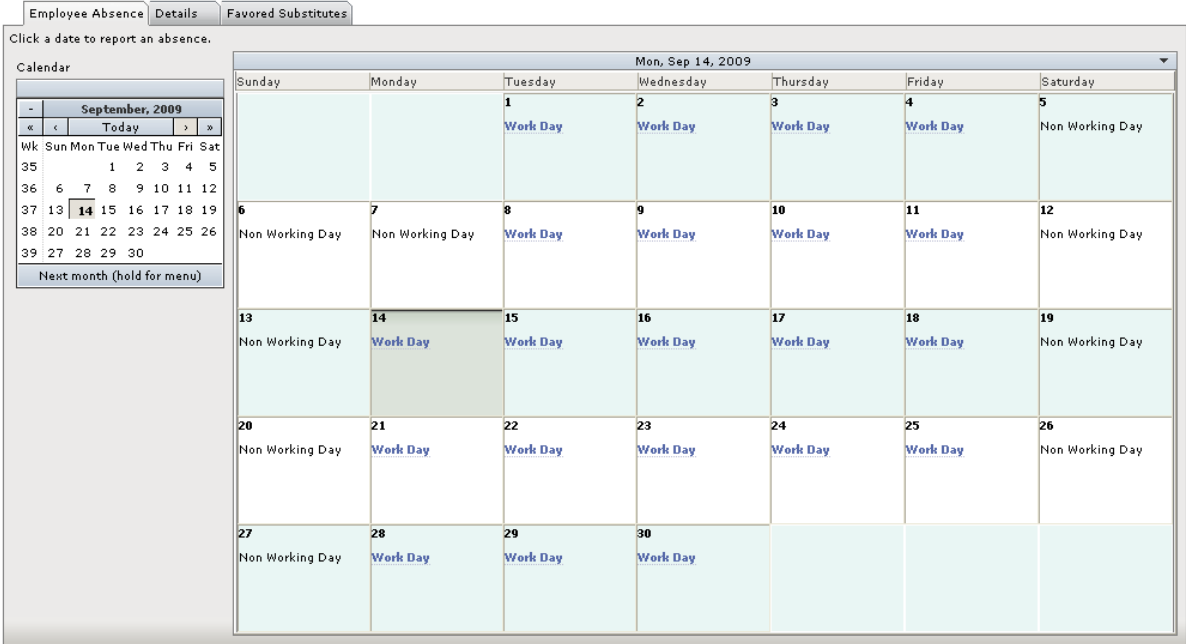 Employee Absence Details Favored Substitutes
Click a date to report an absence.
Calendar
- September, 2009
« ‹ Today › »
Wk Sun Mon Tue Wed Thu Fri Sat
35 1 2 3 4 5
36 6 7 8 9 10 11 12
37 13 14 15 16 17 18 19
38 20 21 22 23 24 25 26
39 27 28 29 30
Next month (hold for menu)
Mon, Sep 14, 2009
Sunday Monday Tuesday Wednesday Thursday Friday Saturday
1 2 3 4 5
Work Day Work Day Work Day Work Day Non Working Day
6 7 8 9 10 11 12
Non Working Day Non Working Day Work Day Work Day Work Day Work Day Non Working Day
13 14 15 16 17 18 19
Non Working Day Work Day Work Day Work Day Work Day Work Day Non Working Day
20 21 22 23 24 25 26
Non Working Day Work Day Work Day Work Day Work Day Work Day Non Working Day
27 28 29 30
Non Working Day Work Day Work Day Work Day